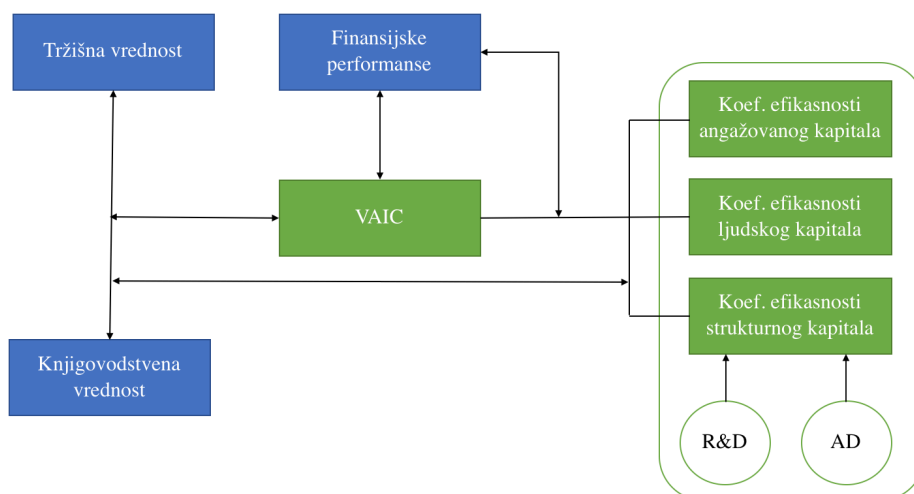 Tržišna vrednost
Finansijske
performanse
Koef. efikasnosti
angažovanog kapitala
VAIC
Koef. efikasnosti
ljudskog kapitala
Koef. efikasnosti
strukturnog kapitala
Knjigovodstvena
vrednost
R&D
AD